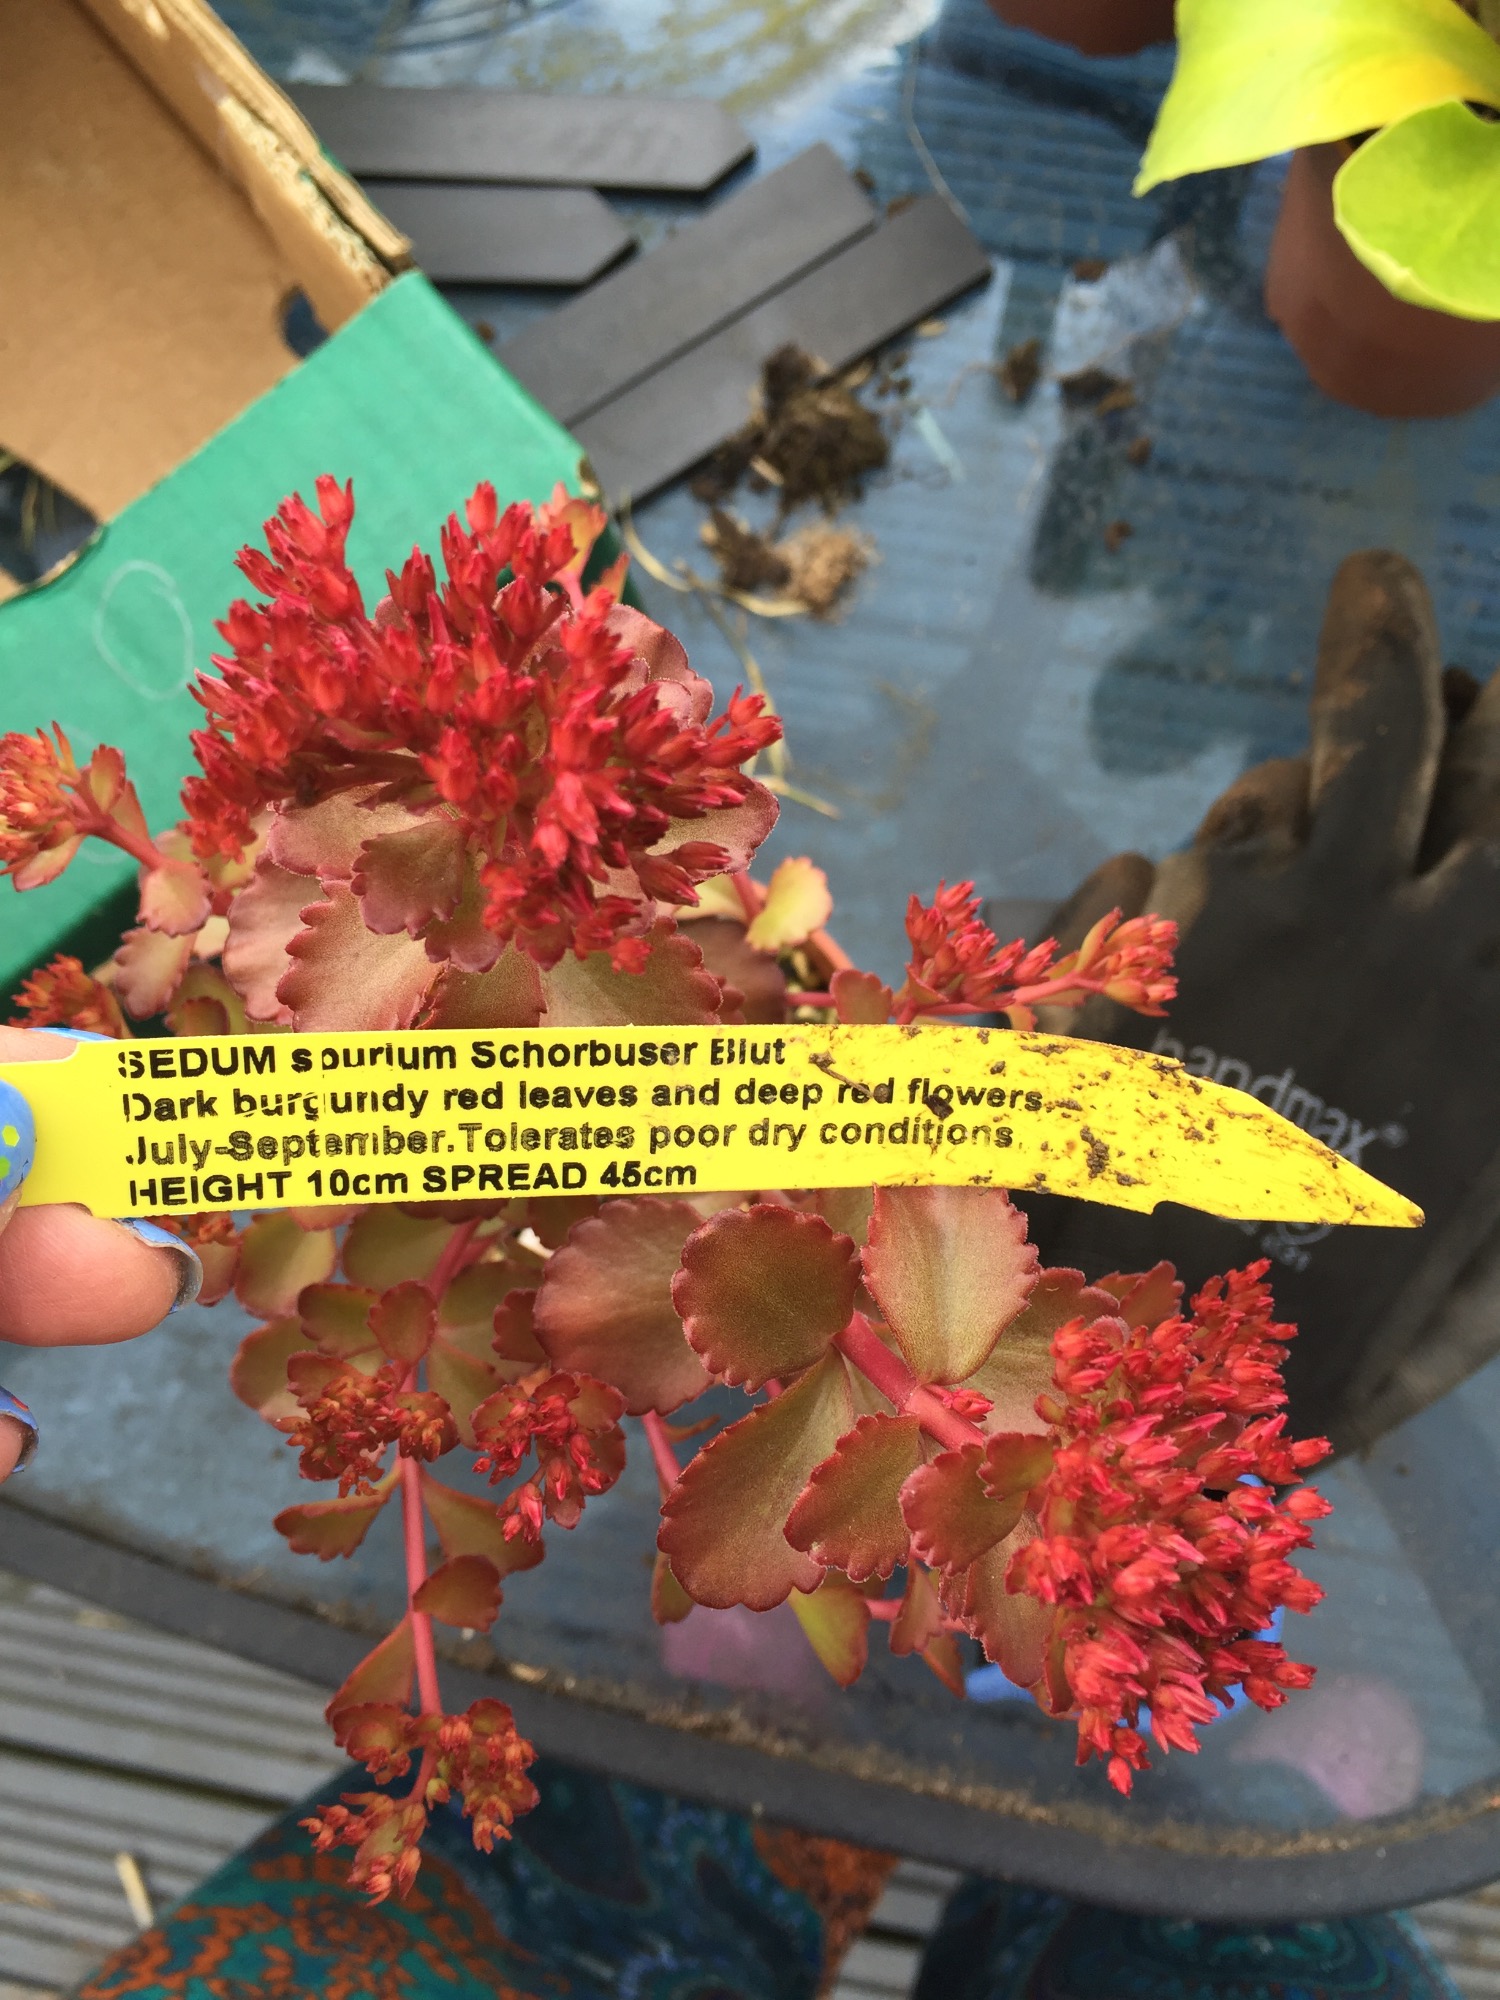 SEDUM spurium Schorbuser Blut
Dark burgundy red leaves and deep red flowers.
July-September.Tolerates poor dry conditions.
HEIGHT 10cm SPREAD 45cm
handmax